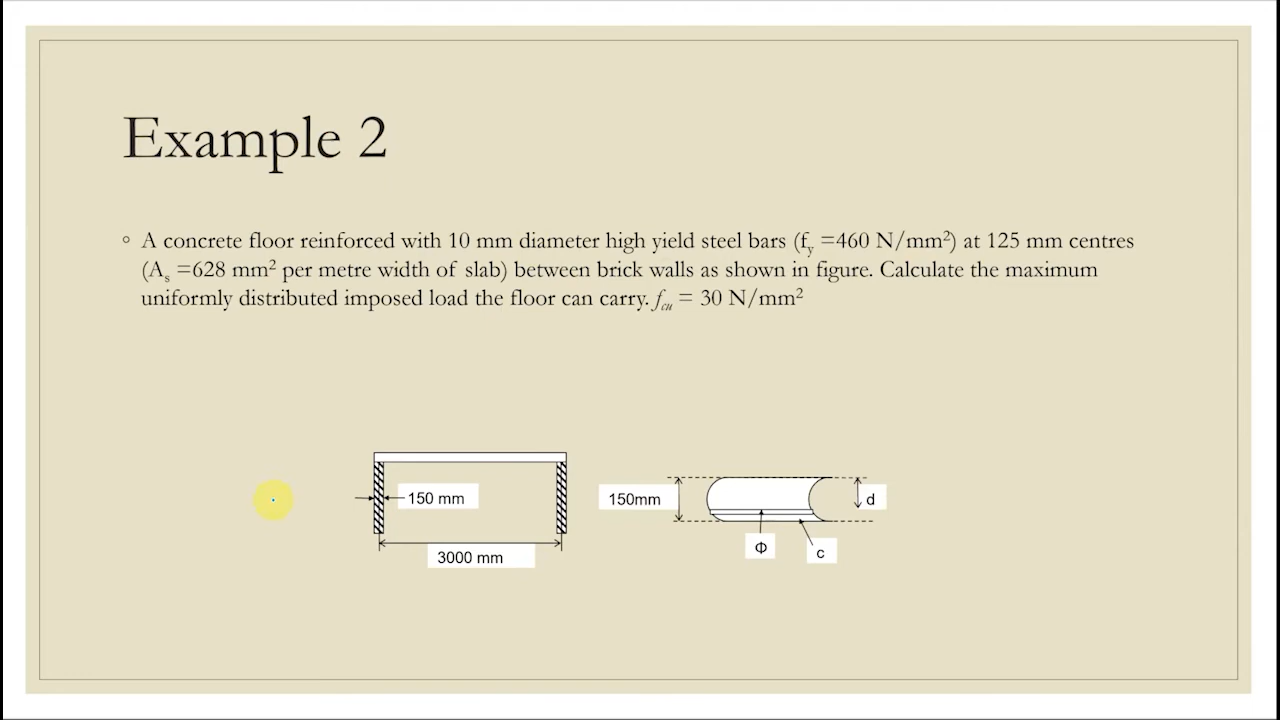 Example 2
◦ A concrete floor reinforced with 10 mm diameter high yield steel bars (fy =460 N/mm²) at 125 mm centres
(As =628 mm² per metre width of slab) between brick walls as shown in figure. Calculate the maximum
uniformly distributed imposed load the floor can carry. fcu = 30 N/mm²
150 mm
3000 mm
150mm
d
Φ
c